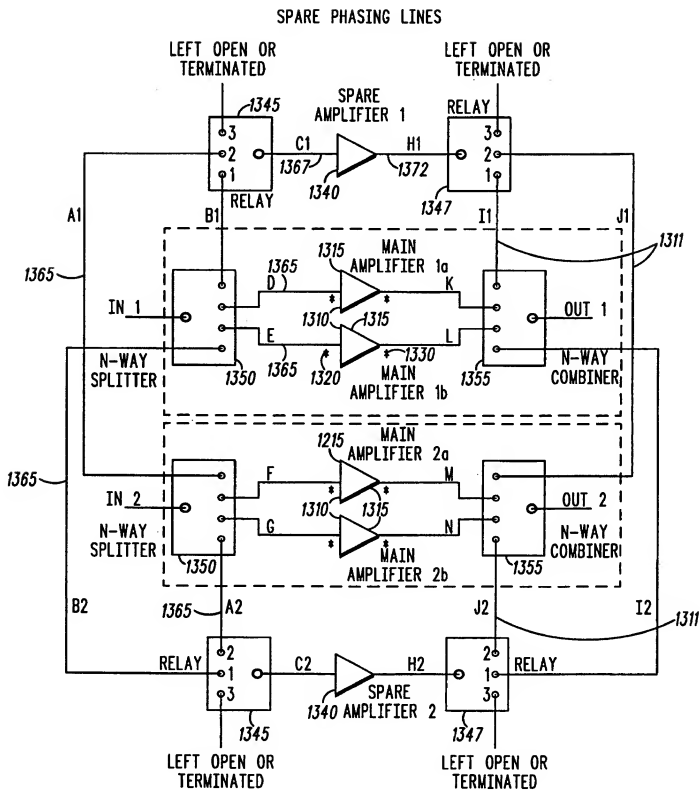 SPARE PHASING LINES
LEFT OPEN OR
TERMINATED
LEFT OPEN OR
TERMINATED
1345
SPARE
AMPLIFIER 1
RELAY
3
2
1
C1
1367
1340
H1
1372
3
2
1
1347
RELAY
A1
B1
I1
J1
1311
1365
IN 1
N-WAY
SPLITTER
1350
D
1365
1315
MAIN
AMPLIFIER 1a
K
*
*
1310
1315
E
1365
1320
*
*
1330
L
MAIN
AMPLIFIER 1b
1355
OUT 1
N-WAY
COMBINER
1365
IN 2
N-WAY
SPLITTER
1350
F
1215
MAIN
AMPLIFIER 2a
M
*
*
1310
1315
G
*
*
N
MAIN
AMPLIFIER 2b
1355
OUT 2
N-WAY
COMBINER
B2
1365
A2
J2
I2
1311
RELAY
2
1
3
C2
1340
H2
SPARE
AMPLIFIER 2
2
1
3
RELAY
1345
1347
LEFT OPEN OR
TERMINATED
LEFT OPEN OR
TERMINATED